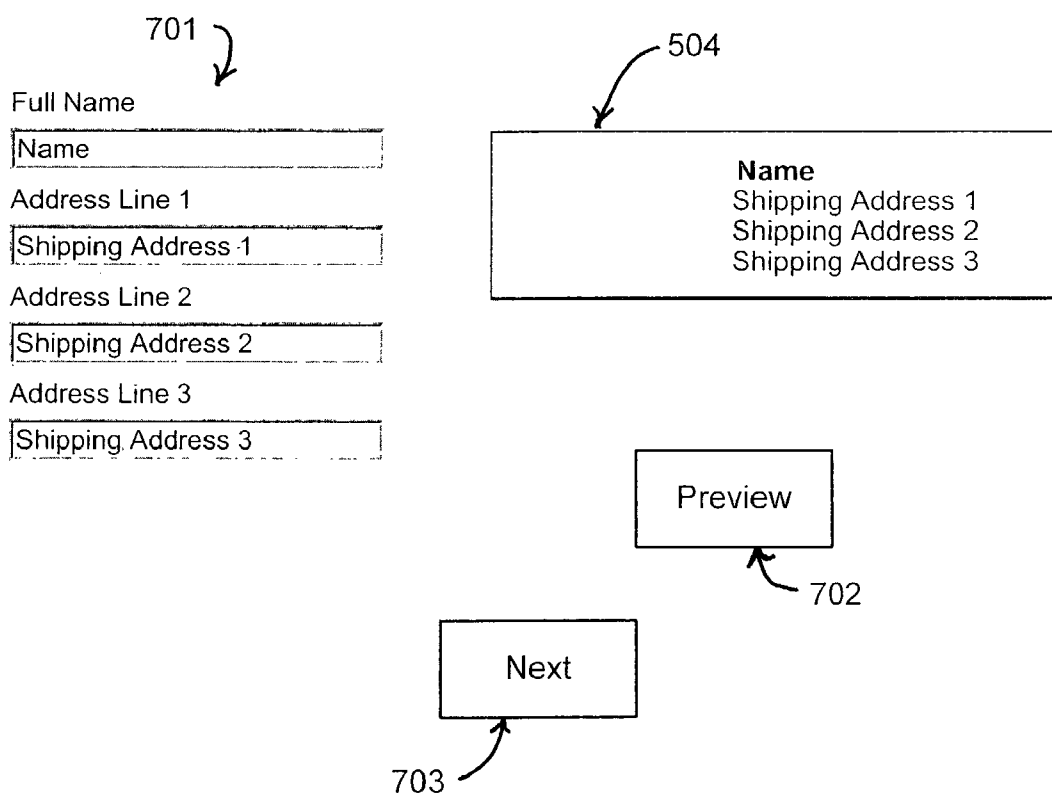 701
Full Name
Name
Address Line 1
Shipping Address 1
Address Line 2
Shipping Address 2
Address Line 3
Shipping Address 3
504
Name
Shipping Address 1
Shipping Address 2
Shipping Address 3
Preview
702
Next
703